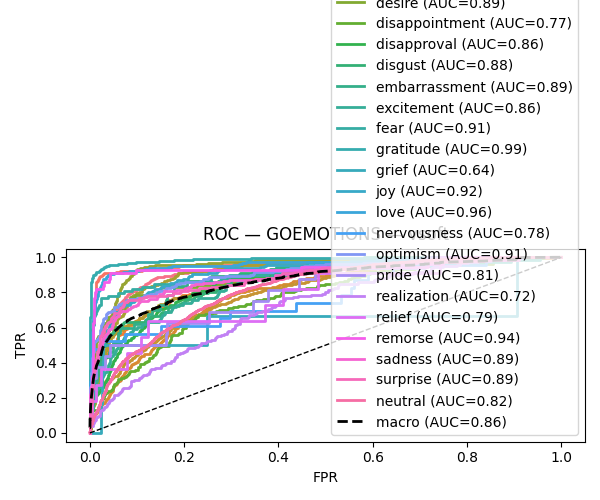 desire (AUC=0.89)
disappointment (AUC=0.77)
disapproval (AUC=0.86)
disgust (AUC=0.88)
embarrassment (AUC=0.89)
excitement (AUC=0.86)
fear (AUC=0.91)
gratitude (AUC=0.99)
grief (AUC=0.64)
joy (AUC=0.92)
love (AUC=0.96)
nervousness (AUC=0.78)
optimism (AUC=0.91)
pride (AUC=0.81)
realization (AUC=0.72)
relief (AUC=0.79)
remorse (AUC=0.94)
sadness (AUC=0.89)
surprise (AUC=0.89)
neutral (AUC=0.82)
macro (AUC=0.86)
ROC — GOEMOTIONS
TPR
1.0
0.8
0.6
0.4
0.2
0.0
0.0 0.2 0.4 0.6 0.8 1.0
FPR